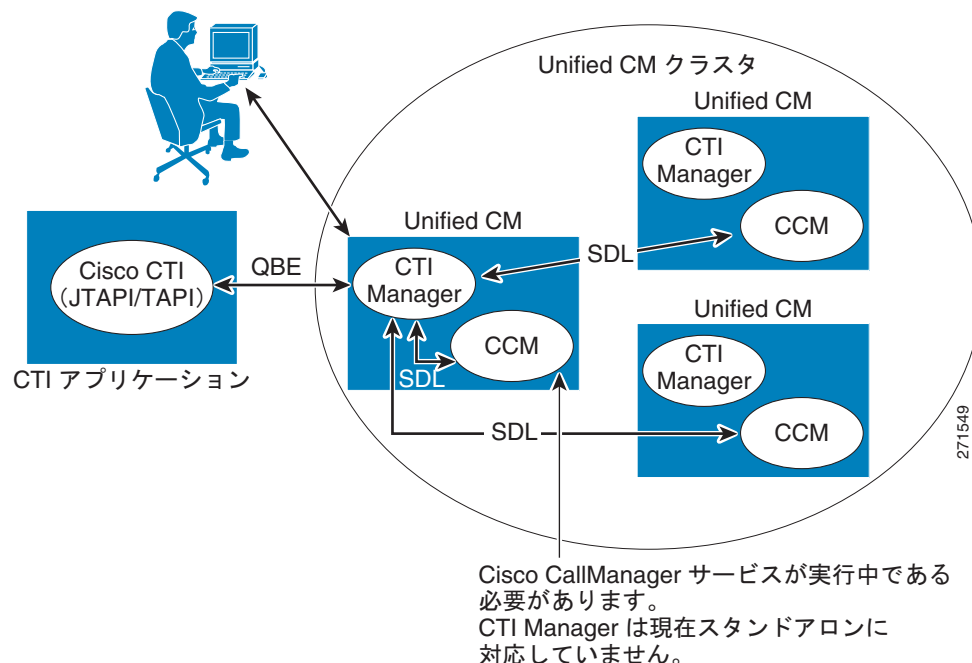 Unified CM クラスタ
Unified CM
CTI
Manager
CCM
Unified CM
CTI
Manager
CCM
SDL
SDL
SDL
QBE
Cisco CTI
(JTAPI/TAPI)
CTI アプリケーション
Unified CM
CTI
Manager
CCM
271549
Cisco CallManager サービスが実行中である
必要があります。
CTI Manager は現在スタンドアロンに
対応していません。